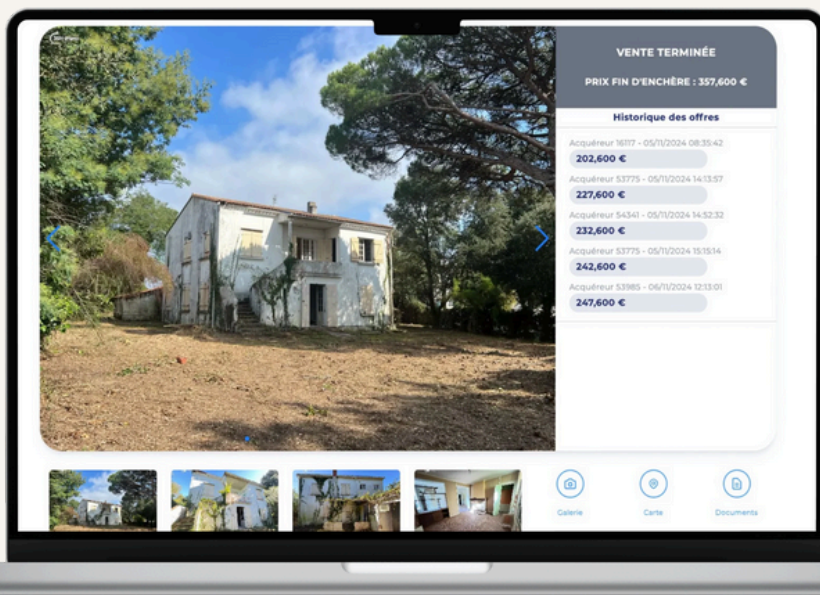 VENTE TERMINÉE
PRIX FIN D'ENCHÈRE : 357,600 €
Historique des offres
Acquéreur 16117 - 05/11/2024 08:35:42
202,600 €
Acquéreur 53775 - 05/11/2024 14:13:57
227,600 €
Acquéreur 54341 - 05/11/2024 14:52:32
232,600 €
Acquéreur 53775 - 05/11/2024 15:15:14
242,600 €
Acquéreur 53985 - 06/11/2024 12:13:01
247,600 €
Galerie
Carte
Documents